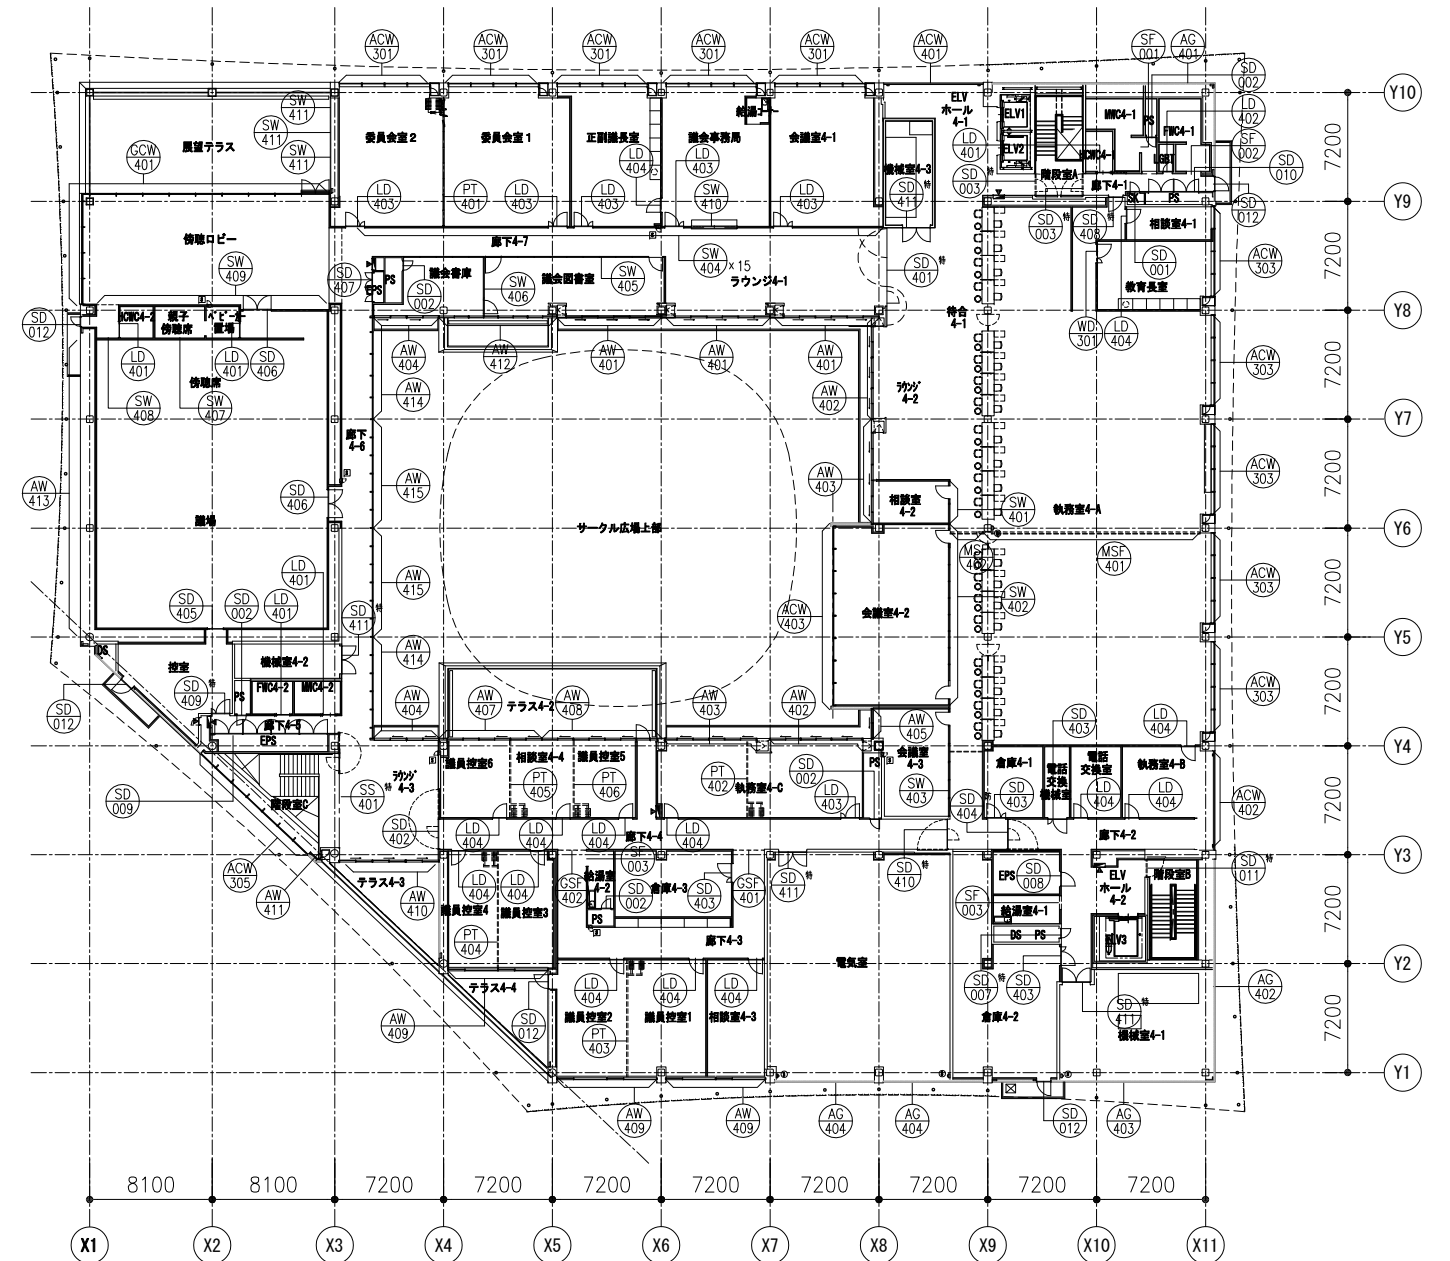 ACW 301
ACW 301
ACW 301
ACW 301
ACW 301
ACW 401
SF 001
AG 401
SD 002
Y10
SW 411
SW 411
SW 411
GCW 401
展望テラス
委員会室2
委員会室1
正副議長室
議会事務局
会議室4-1
ELV
ホール
4-1
ELV1
ELV2
MWC4-1
PS
FWC4-1
HCWC4-1
LD 402
SF 002
SD 010
LD 401
LD 404
LD 403
機械室4-3
SD 003 特
階段室A
廊下4-1
LD 403
PT 401
LD 403
LD 403
SW 410
LD 403
SD 411 特
SK
PS
SD 012
Y9
7200
傍聴ロビー
廊下4-7
SD 003 特
SD 408 特
相談室4-1
SW 409
SD 407
PS
EPS
議会書庫
SD 002
SW 406
議会図書室
SW 405
SW 404 ×15
ラウンジ4-1
SD 401 特
SD 001
教育長室
ACW 303
7200
SD 012
HCWC4-2
親子
傍聴席
待合
4-1
WD 301
LD 404
Y8
LD 401
LD 401
SD 406
AW 404
AW 412
AW 401
AW 401
AW 401
ACW 303
傍聴席
SW 408
SW 407
AW 414
AW 402
ラウンジ
4-2
7200
Y7
廊下
4-6
AW 413
SD 406
AW 415
AW 403
相談室
4-2
SW 401
執務室4-A
ACW 303
7200
議場
サークル広場上部
Y6
LD 401
AW 415
MSF 401
SD 405
SD 002
LD 401
SD 411 特
ACW 403
会議室4-2
SW 402
ACW 303
7200
Y5
DS
控室
機械室4-2
AW 414
SD 409 特
PS
FWC4-2
MWC4-2
SD 012
AW 404
AW 407
テラス4-2
AW 408
AW 403
AW 402
AW 405
ACW 303
7200
廊下4-5
EPS
SD 403
LD 404
Y4
SD 009
階段室C
ラウンジ
4-3
SS 401 特
議員控室6
相談室4-4
議員控室5
PT 405
PT 406
PT 402
執務室4-C
SD 002
LD 403
PS
会議室
4-3
SW 403
倉庫4-1
SD 403
電話
交換
機械室
電話
交換室
LD 404
執務室4-B
LD 404
ACW 402
7200
SD 402 特
LD 404
LD 404
LD 404
廊下4-4
LD 404
SD 404
廊下4-2
Y3
ACW 305
AW 411
テラス4-3
AW 410
LD 404
LD 404
議員控室4
議員控室3
PT 404
GSF 402
給湯室
4-2
SF 003
SD 002
倉庫4-3
SD 403
PS
GSF 401
SD 411 特
SD 410 特
SF 003
EPS
SD 008
給湯室4-1
DS
PS
ELV
ホール
4-2
階段室B
SD 011 特
ELV3
7200
廊下4-3
電気室
Y2
テラス4-4
AW 409
SD 012
LD 404
LD 404
LD 404
議員控室2
議員控室1
相談室4-3
PT 403
SD 007 特
SD 403
倉庫4-2
SD 411 特
機械室4-1
AG 402
7200
Y1
AW 409
AW 409
AG 404
AG 404
SD 012
AG 403
8100
8100
7200
7200
7200
7200
7200
7200
7200
7200
X1
X2
X3
X4
X5
X6
X7
X8
X9
X10
X11